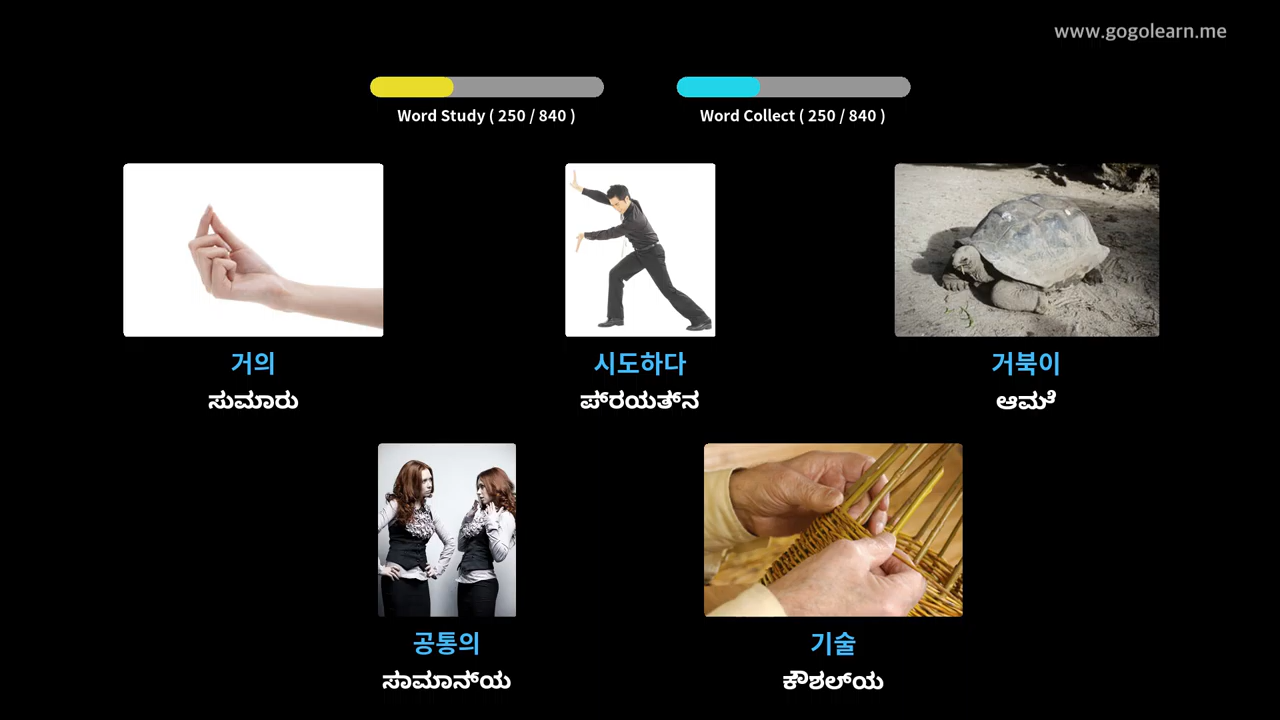 www.gogolearn.me
Word Study ( 250 / 840 )
Word Collect ( 250 / 840 )
거의
ಸುಮಾರು
시도하다
ಪ್ರಯತ್ನ
거북이
ಆಮೆ
공통의
ಸಾಮಾನ್ಯ
기술
ಕೌಶಲ್ಯ